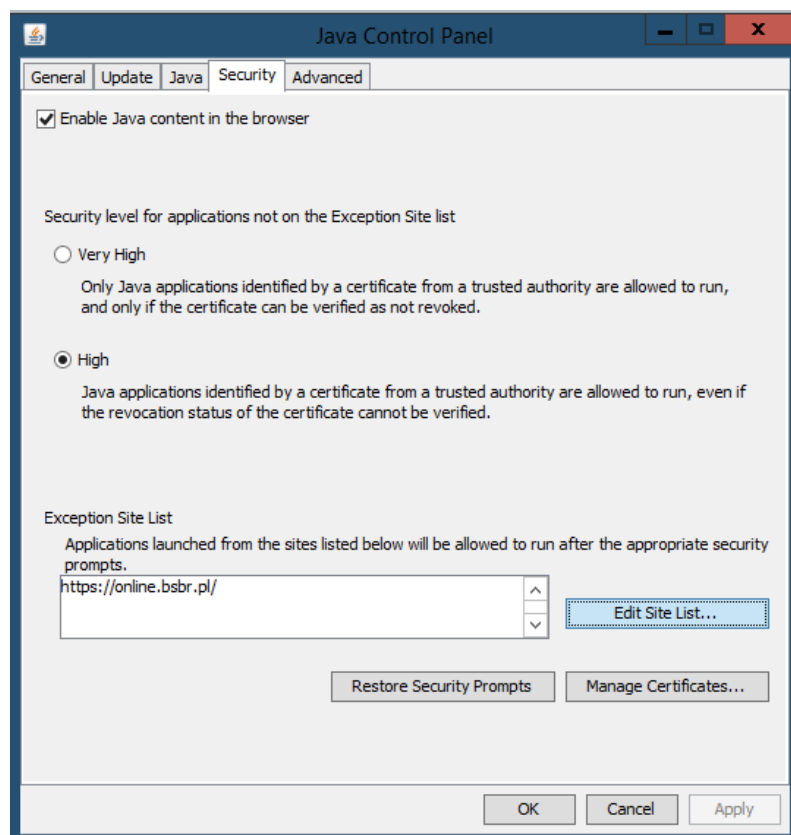 Java Control Panel
General Update Java Security Advanced
Enable Java content in the browser
Security level for applications not on the Exception Site list
Very High
Only Java applications identified by a certificate from a trusted authority are allowed to run,
and only if the certificate can be verified as not revoked.
High
Java applications identified by a certificate from a trusted authority are allowed to run, even if
the revocation status of the certificate cannot be verified.
Exception Site List
Applications launched from the sites listed below will be allowed to run after the appropriate security
prompts.
https://online.bsbr.pl/
Edit Site List...
Restore Security Prompts Manage Certificates...
OK Cancel Apply